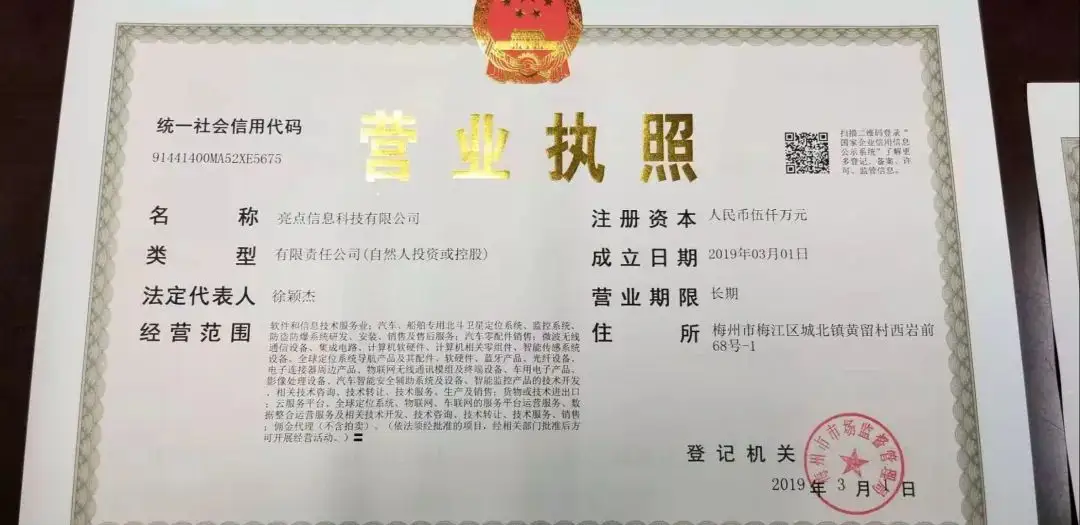 统一社会信用代码
91441400MA52XE5675
营业执照
扫描二维码登录“
国家企业信用信息
公示系统”了解更
多登记、备案、许
可、监管信息。
名称 亮点信息科技有限公司
类型 有限责任公司(自然人投资或控股)
法定代表人 徐颖杰
经营范围 软件和信息技术服务业；汽车、船舶专用北斗卫星定位系统、监控系统、
防盗防爆系统研发、安装、销售及售后服务；汽车零配件销售；微波无线
通信设备、集成电路、计算机软硬件、计算机相关零组件、智能传感系统
设备、全球定位系统导航产品及其配件、软硬件、蓝牙产品、光纤设备、
电子连接器周边产品、物联网无线通讯模组及终端设备、车用电子产品、
影像处理设备、汽车智能安全辅助系统及设备、智能监控产品的技术开发
、相关技术咨询、技术转让、技术服务、生产及销售；货物或技术进出口
；云服务平台、全球定位系统、物联网、车联网的服务平台运营服务、数
据整合运营服务及相关技术开发、技术咨询、技术转让、技术服务、销售
；佣金代理（不含拍卖）。（依法须经批准的项目，经相关部门批准后方
可开展经营活动。）
注册资本 人民币伍仟万元
成立日期 2019年03月01日
营业期限 长期
住所 梅州市梅江区城北镇黄留村西岩前
68号-1
登记机关
梅州市市场监督管理局
2019年3月1日